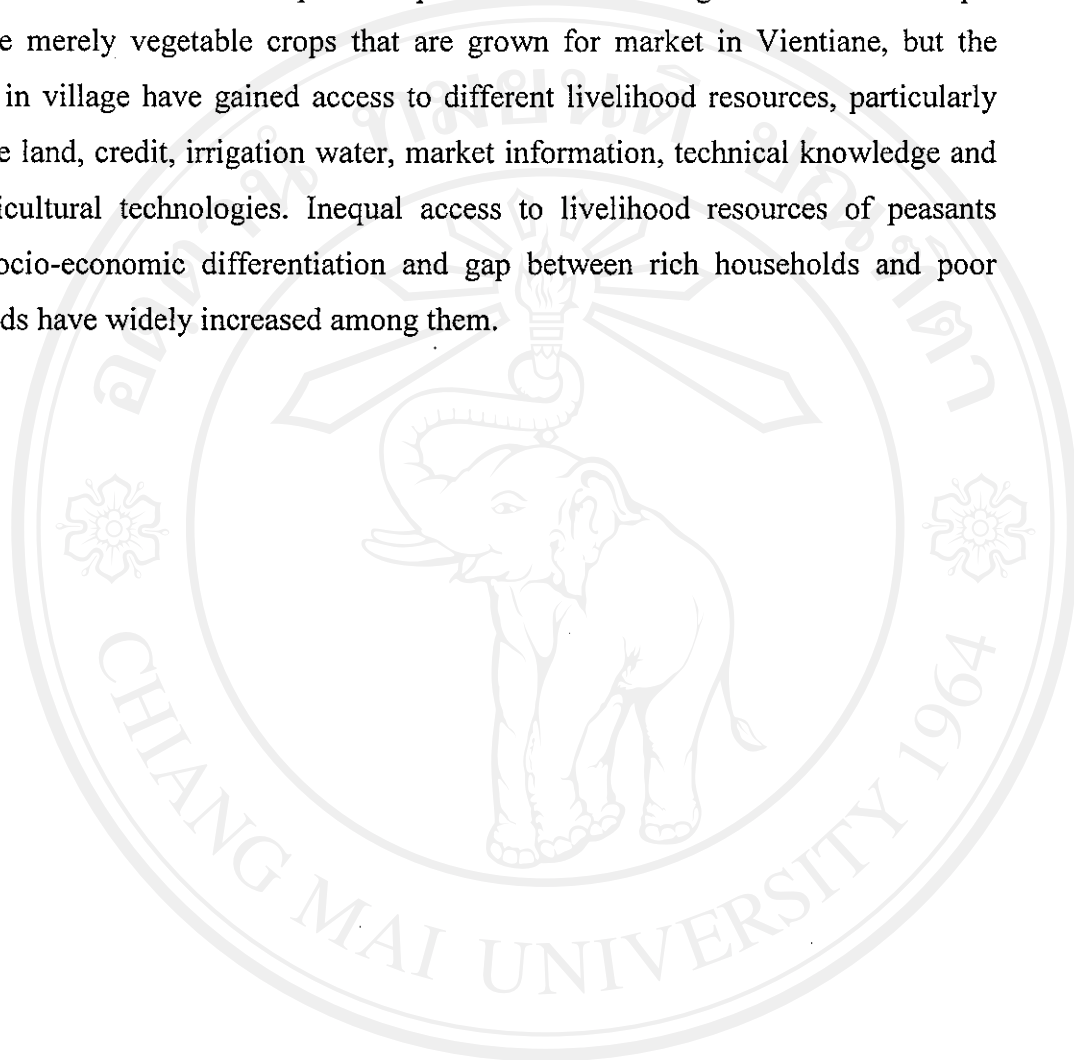 e merely vegetable crops that are grown for market in Vientiane, but the
in village have gained access to different livelihood resources, particularly
e land, credit, irrigation water, market information, technical knowledge and
icultural technologies. Inequal access to livelihood resources of peasants
ocio-economic differentiation and gap between rich households and poor
ds have widely increased among them.
CHIANG MAI UNIVERSITY 1964